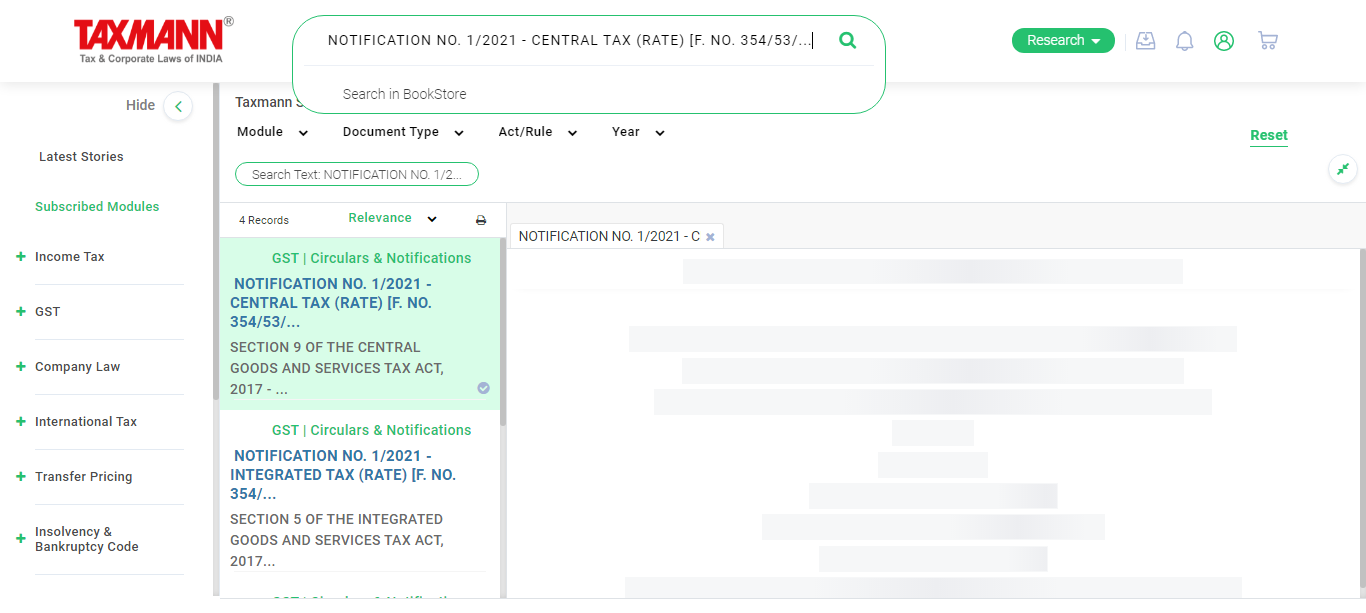 TAXMANN®
Tax & Corporate Laws of INDIA
NOTIFICATION NO. 1/2021 - CENTRAL TAX (RATE) [F. NO. 354/53/...
Search in BookStore
Research
Hide
Latest Stories
Subscribed Modules
Income Tax
GST
Company Law
International Tax
Transfer Pricing
Insolvency &
Bankruptcy Code
Taxmann S
Module
Document Type
Act/Rule
Year
Reset
Search Text: NOTIFICATION NO. 1/2...
4 Records
Relevance
GST | Circulars & Notifications
NOTIFICATION NO. 1/2021 -
CENTRAL TAX (RATE) [F. NO.
354/53/...
SECTION 9 OF THE CENTRAL
GOODS AND SERVICES TAX ACT,
2017 - ...
GST | Circulars & Notifications
NOTIFICATION NO. 1/2021 -
INTEGRATED TAX (RATE) [F. NO.
354/...
SECTION 5 OF THE INTEGRATED
GOODS AND SERVICES TAX ACT,
2017...
NOTIFICATION NO. 1/2021 - C